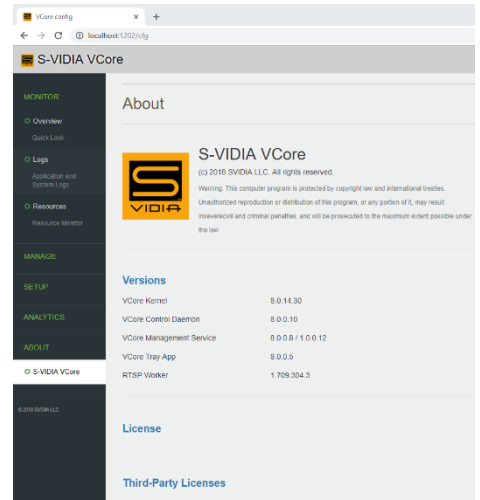 VCore config
localhost:1202/cfg
S-VIDIA VCore
MONITOR
Overview
Quick Look
Logs
Application and
System Logs
Resources
Resource Monitor
MANAGE
SETUP
ANALYTICS
ABOUT
S-VIDIA VCore
© 2018 SVIDIA LLC
About
S
VIDIA
S-VIDIA VCore
(c) 2018 SVIDIA LLC. All rights reserved.
Warning: This computer program is protected by copyright law and international treaties.
Unauthorized reproduction or distribution of this program, or any portion of it, may result
in severe civil and criminal penalties, and will be prosecuted to the maximum extent possible under
the law.
Versions
VCore Kernel 8.0.14.30
VCore Control Daemon 8.0.0.10
VCore Management Service 8.0.0.8 / 1.0.0.12
VCore Tray App 8.0.0.5
RTSP Worker 1.709.304.3
License
Third-Party Licenses